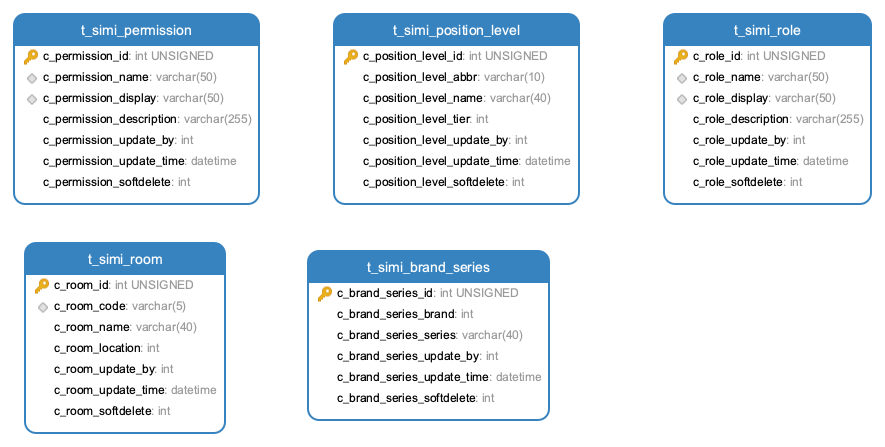 t_simi_permission
c_permission_id: int UNSIGNED
c_permission_name: varchar(50)
c_permission_display: varchar(50)
c_permission_description: varchar(255)
c_permission_update_by: int
c_permission_update_time: datetime
c_permission_softdelete: int
t_simi_position_level
c_position_level_id: int UNSIGNED
c_position_level_abbr: varchar(10)
c_position_level_name: varchar(40)
c_position_level_tier: int
c_position_level_update_by: int
c_position_level_update_time: datetime
c_position_level_softdelete: int
t_simi_role
c_role_id: int UNSIGNED
c_role_name: varchar(50)
c_role_display: varchar(50)
c_role_description: varchar(255)
c_role_update_by: int
c_role_update_time: datetime
c_role_softdelete: int
t_simi_room
c_room_id: int UNSIGNED
c_room_code: varchar(5)
c_room_name: varchar(40)
c_room_location: int
c_room_update_by: int
c_room_update_time: datetime
c_room_softdelete: int
t_simi_brand_series
c_brand_series_id: int UNSIGNED
c_brand_series_brand: int
c_brand_series_series: varchar(40)
c_brand_series_update_by: int
c_brand_series_update_time: datetime
c_brand_series_softdelete: int